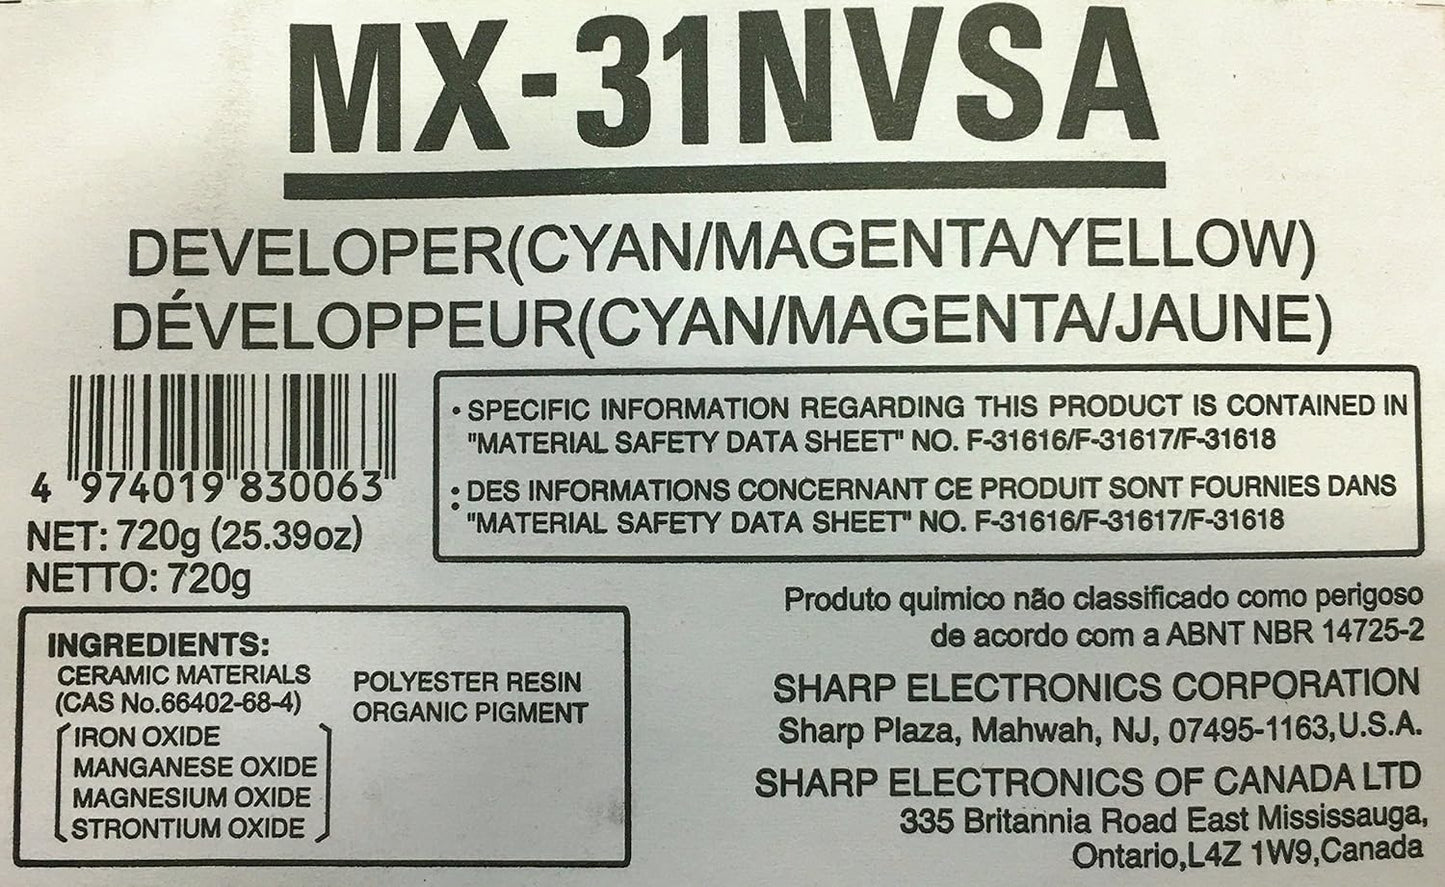 MX-31NVSA
DEVELOPER(CYAN/MAGENTA/YELLOW)
DÉVELOPPEUR(CYAN/MAGENTA/JAUNE)
4 "974019"830063"
NET: 720g (25.39oz)
NETTO: 720g
• SPECIFIC INFORMATION REGARDING THIS PRODUCT IS CONTAINED IN
"MATERIAL SAFETY DATA SHEET" NO. F-31616/F-31617/F-31618
• DES INFORMATIONS CONCERNANT CE PRODUIT SONT FOURNIES DANS
"MATERIAL SAFETY DATA SHEET" NO. F-31616/F-31617/F-31618
INGREDIENTS:
CERAMIC MATERIALS
(CAS No.66402-68-4)
IRON OXIDE
MANGANESE OXIDE
MAGNESIUM OXIDE
STRONTIUM OXIDE
POLYESTER RESIN
ORGANIC PIGMENT
Produto quimico não classificado como perigoso
de acordo com a ABNT NBR 14725-2
SHARP ELECTRONICS CORPORATION
Sharp Plaza, Mahwah, NJ, 07495-1163,U.S.A.
SHARP ELECTRONICS OF CANADA LTD
335 Britannia Road East Mississauga,
Ontario,L4Z 1W9,Canada